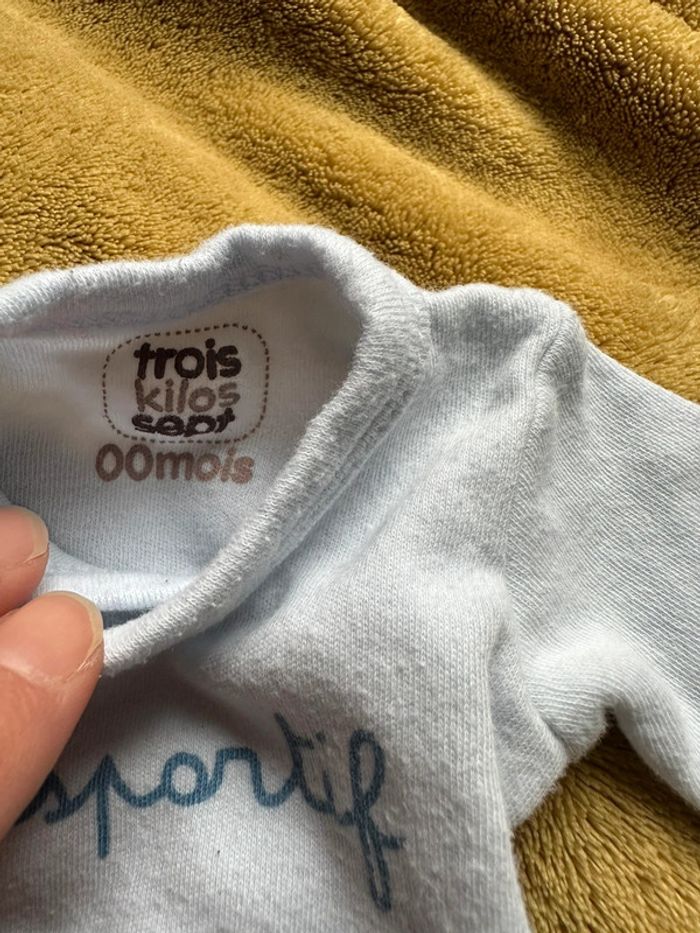 trois
kilos
sept
00mois
sportif